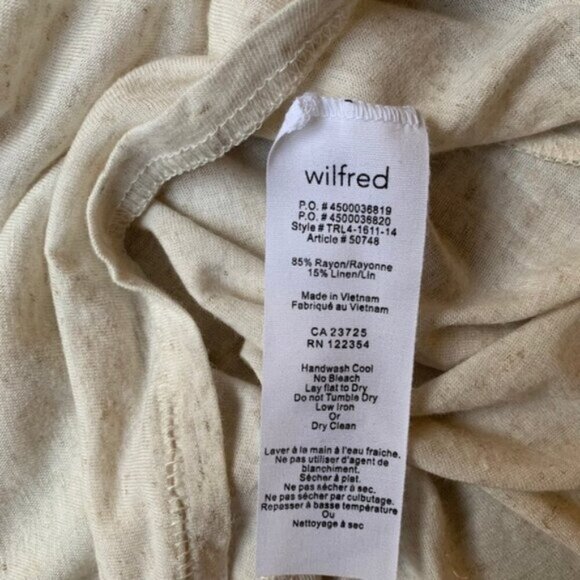 wilfred
P.O. # 4500036819
P.O. # 4500036820
Style # TRL4-1611-14
Article # 50748
85% Rayon/Rayonne
15% Linen/Lin
Made in Vietnam
Fabriqué au Vietnam
CA 23725
RN 122354
Handwash Cool
No Bleach
Lay flat to Dry
Do not Tumble Dry
Low Iron
Or
Dry Clean
Laver à la main à l'eau fraîche.
Ne pas utiliser d'agent de
blanchiment.
Sécher à plat.
Ne pas sécher à sec.
Ne pas sécher par culbutage.
Repasser à basse température
Ou
Nettoyage à sec